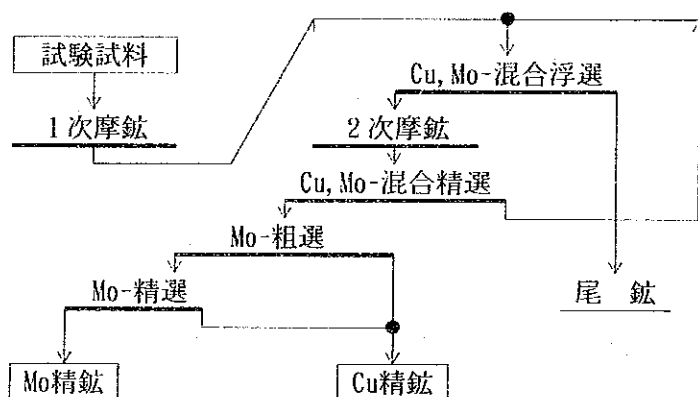 試験試料
Cu, Mo-混合浮選
1次摩鉱
2次摩鉱
Cu, Mo-混合精選
Mo-粗選
Mo-精選
尾 鉱
Mo精鉱
Cu精鉱